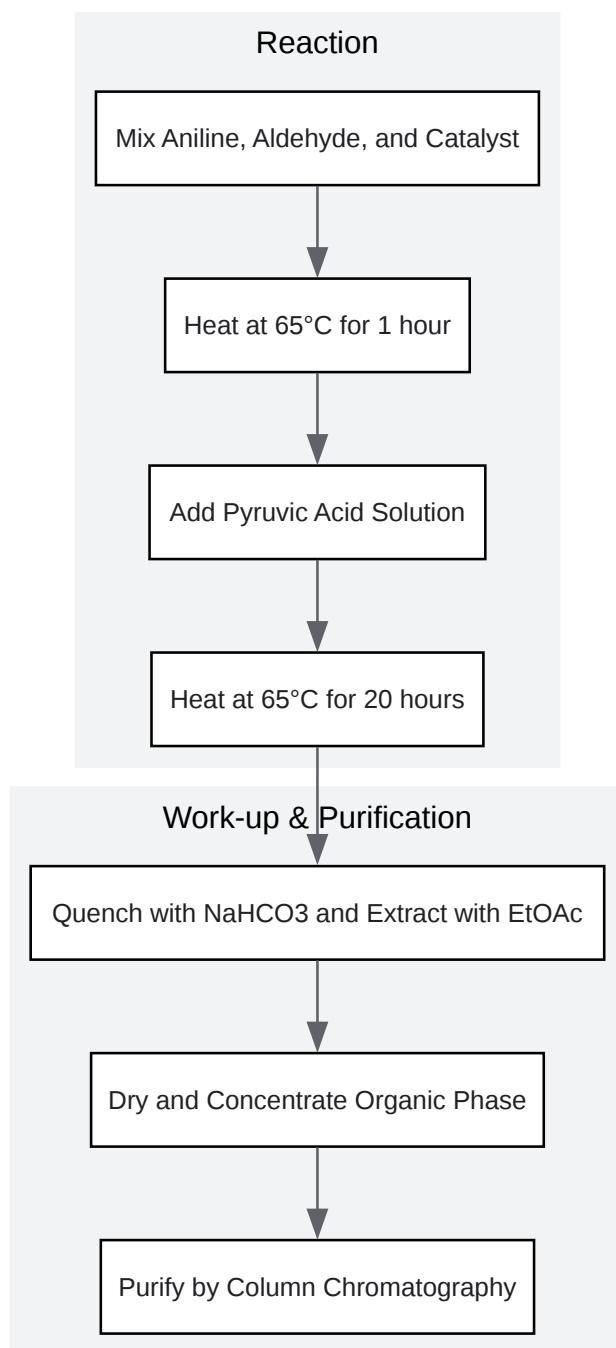 Reaction
Mix Aniline, Aldehyde, and Catalyst
Heat at 65°C for 1 hour
Add Pyruvic Acid Solution
Heat at 65°C for 20 hours
Work-up & Purification
Quench with NaHCO3 and Extract with EtOAc
Dry and Concentrate Organic Phase
Purify by Column Chromatography